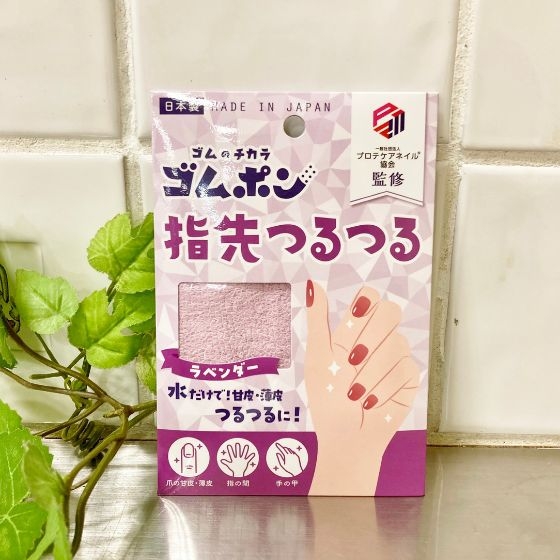 日本製 MADE IN JAPAN
一般社団法人
プロテケアネイル®
協会
監修
ゴムのチカラ
ゴムポン
指先つるつる
ラベンダー
水だけで!甘皮・薄皮
つるつるに!
爪の甘皮・薄皮
指の間
手の甲